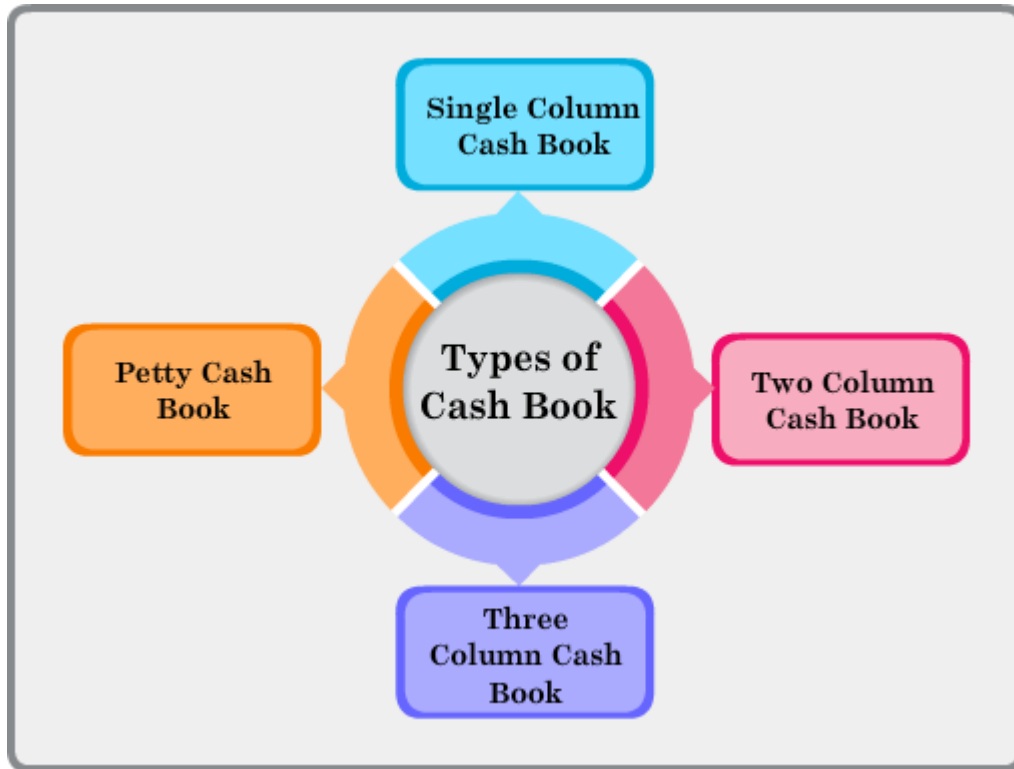 Single Column
Cash Book
Types of
Cash Book
Petty Cash
Book
Two Column
Cash Book
Three
Column Cash
Book